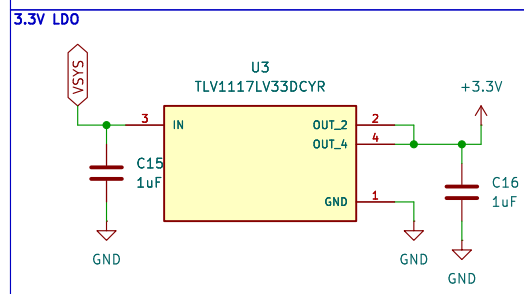 3.3V LDO
VSYS
U3
TLV1117LV33DCYR
+3.3V
3
IN
OUT_2
2
OUT_4
4
C15
1uF
GND
1
C16
1uF
GND
GND
GND